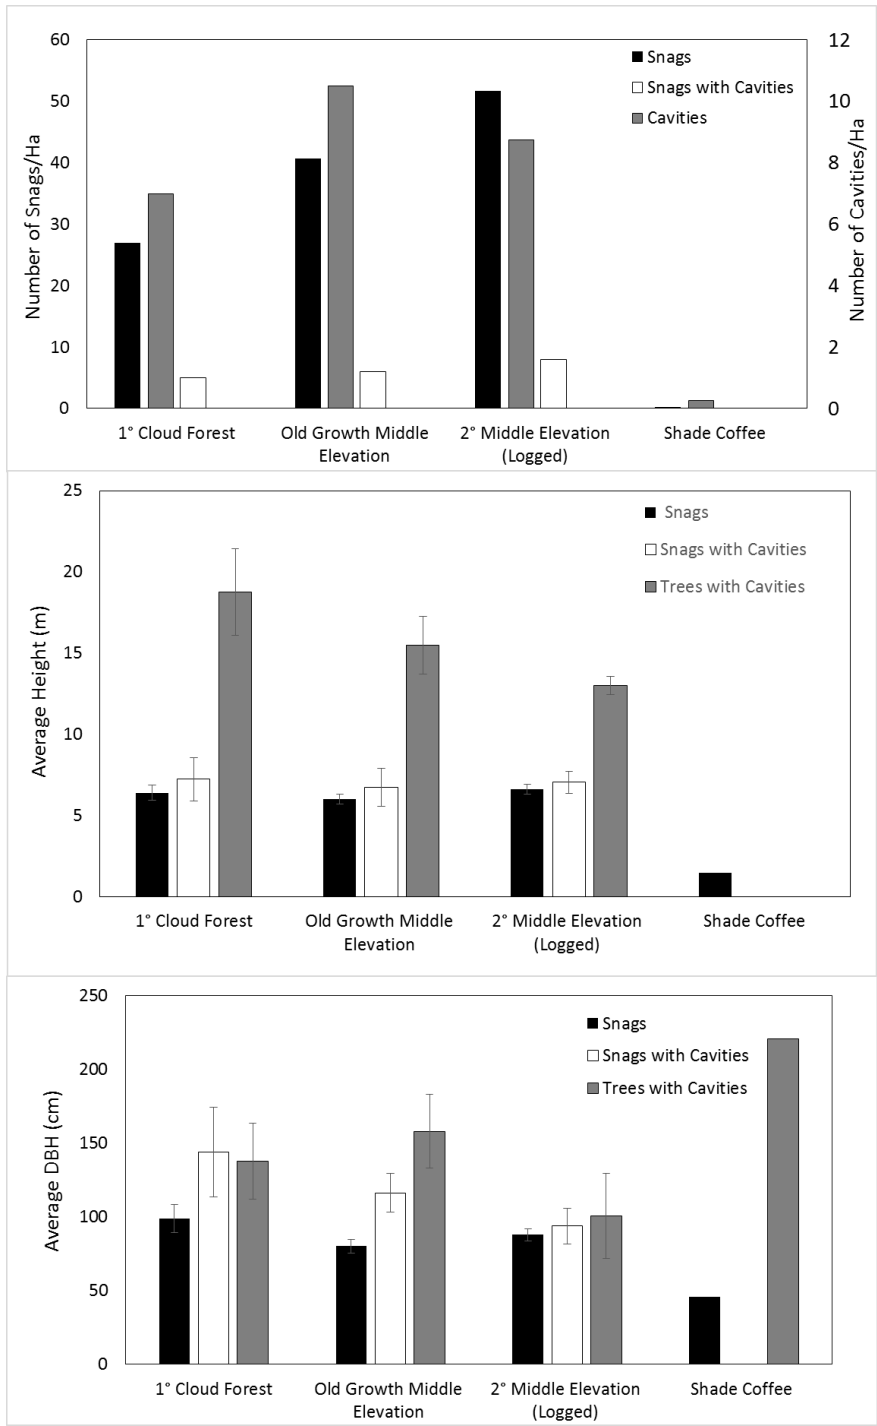 60
50
40
30
20
10
0
Number of Snags/Ha
12
10
8
6
4
2
0
Number of Cavities/Ha
Snags
Snags with Cavities
Cavities
1° Cloud Forest
Old Growth Middle
Elevation
2° Middle Elevation
(Logged)
Shade Coffee
25
20
15
10
5
0
Average Height (m)
Snags
Snags with Cavities
Trees with Cavities
1° Cloud Forest
Old Growth Middle
Elevation
2° Middle Elevation
(Logged)
Shade Coffee
250
200
150
100
50
0
Average DBH (cm)
Snags
Snags with Cavities
Trees with Cavities
1° Cloud Forest
Old Growth Middle
Elevation
2° Middle Elevation
(Logged)
Shade Coffee